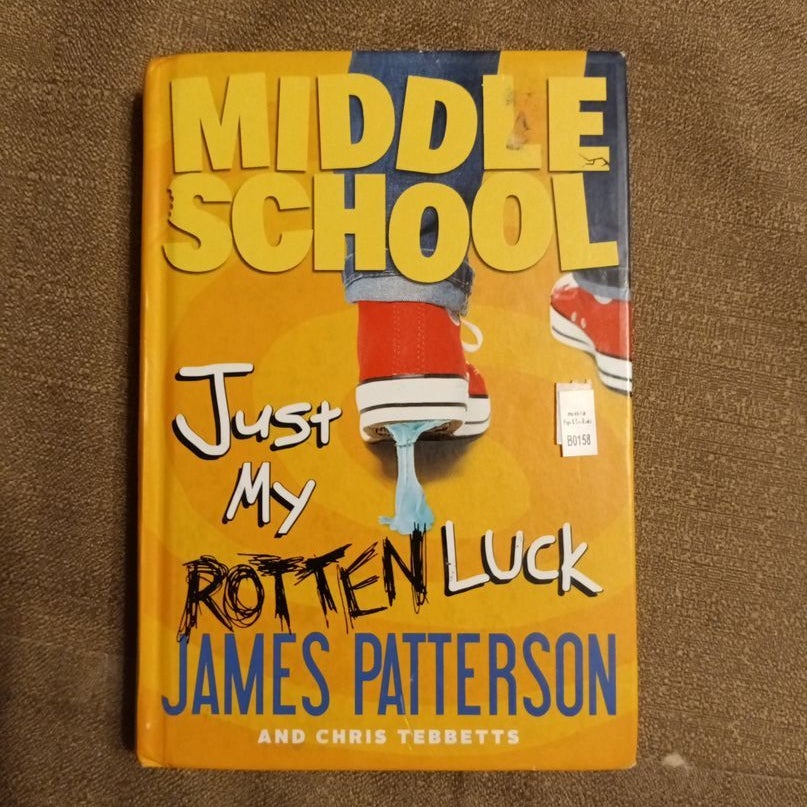 MIDDLE
SCHOOL
Just
My
ROTTEN LUCK
JAMES PATTERSON
AND CHRIS TEBBETTS
B0158